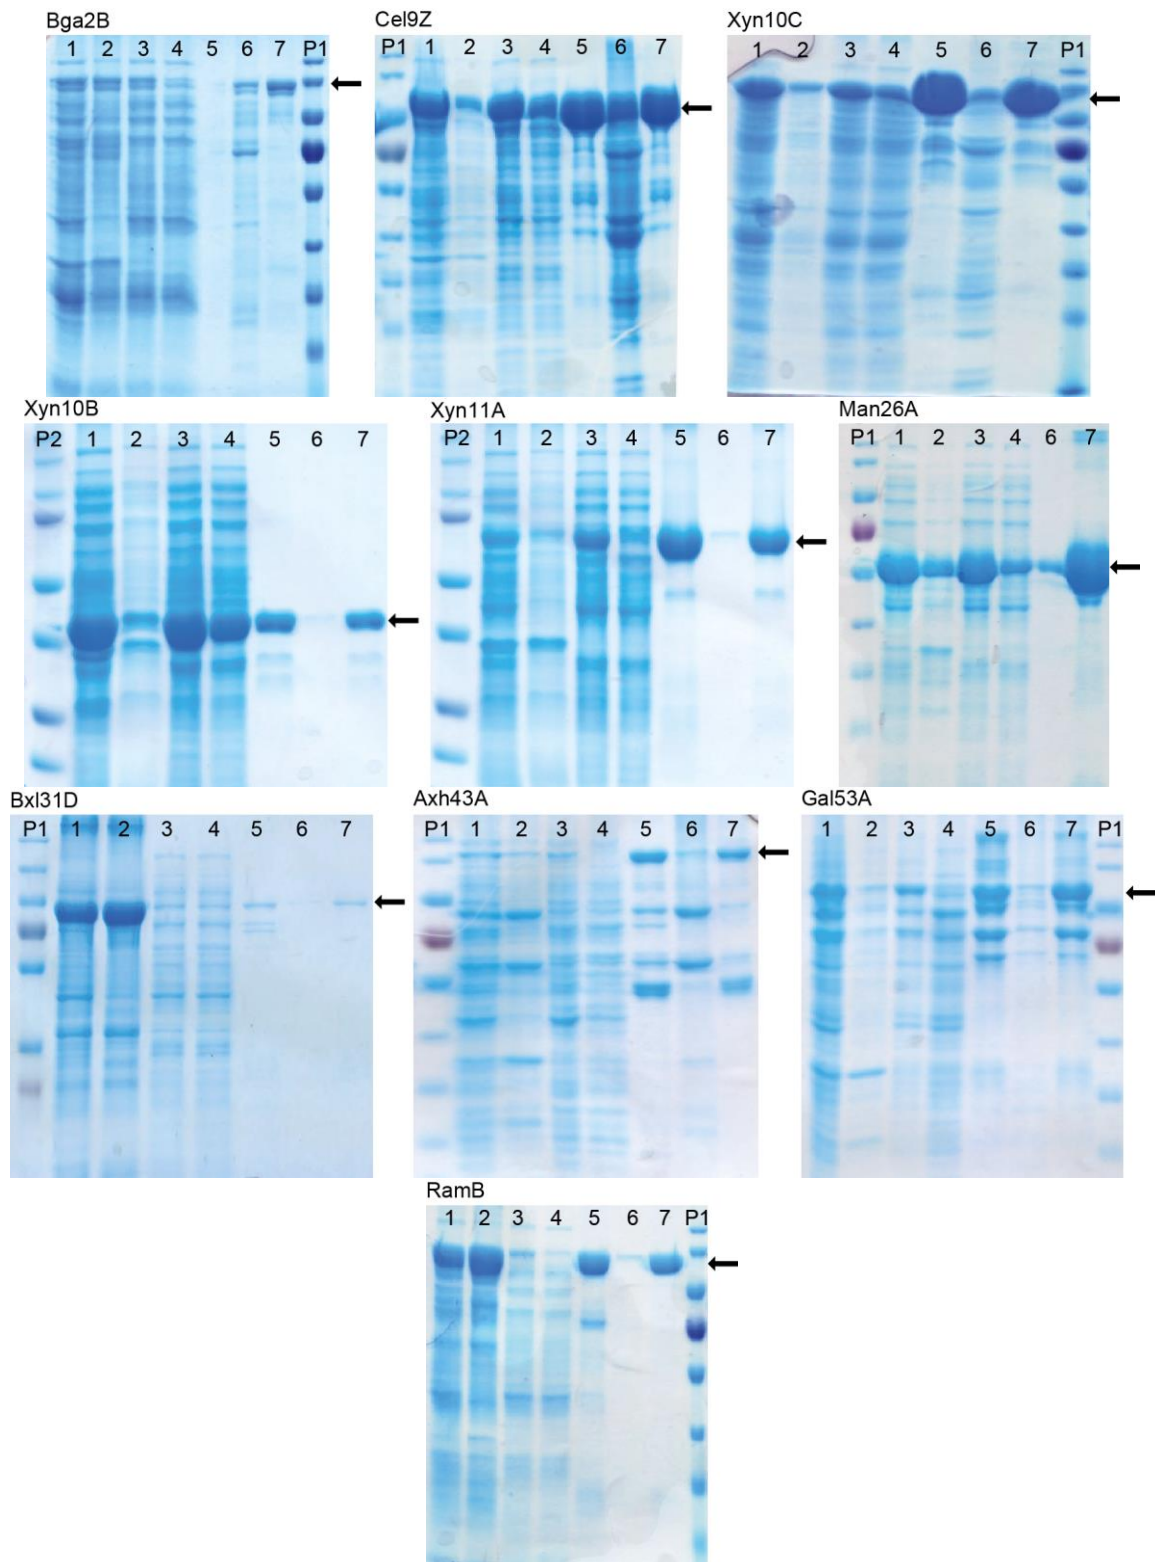 Bga2B
1 2 3 4 5 6 7 P1
Cel9Z
P1 1 2 3 4 5 6 7
Xyn10C
1 2 3 4 5 6 7 P1
Xyn10B
P2 1 2 3 4 5 6 7
Xyn11A
P2 1 2 3 4 5 6 7
Man26A
P1 1 2 3 4 6 7
Bxl31D
P1 1 2 3 4 5 6 7
Axh43A
P1 1 2 3 4 5 6 7
Gal53A
1 2 3 4 5 6 7 P1
RamB
1 2 3 4 5 6 7 P1